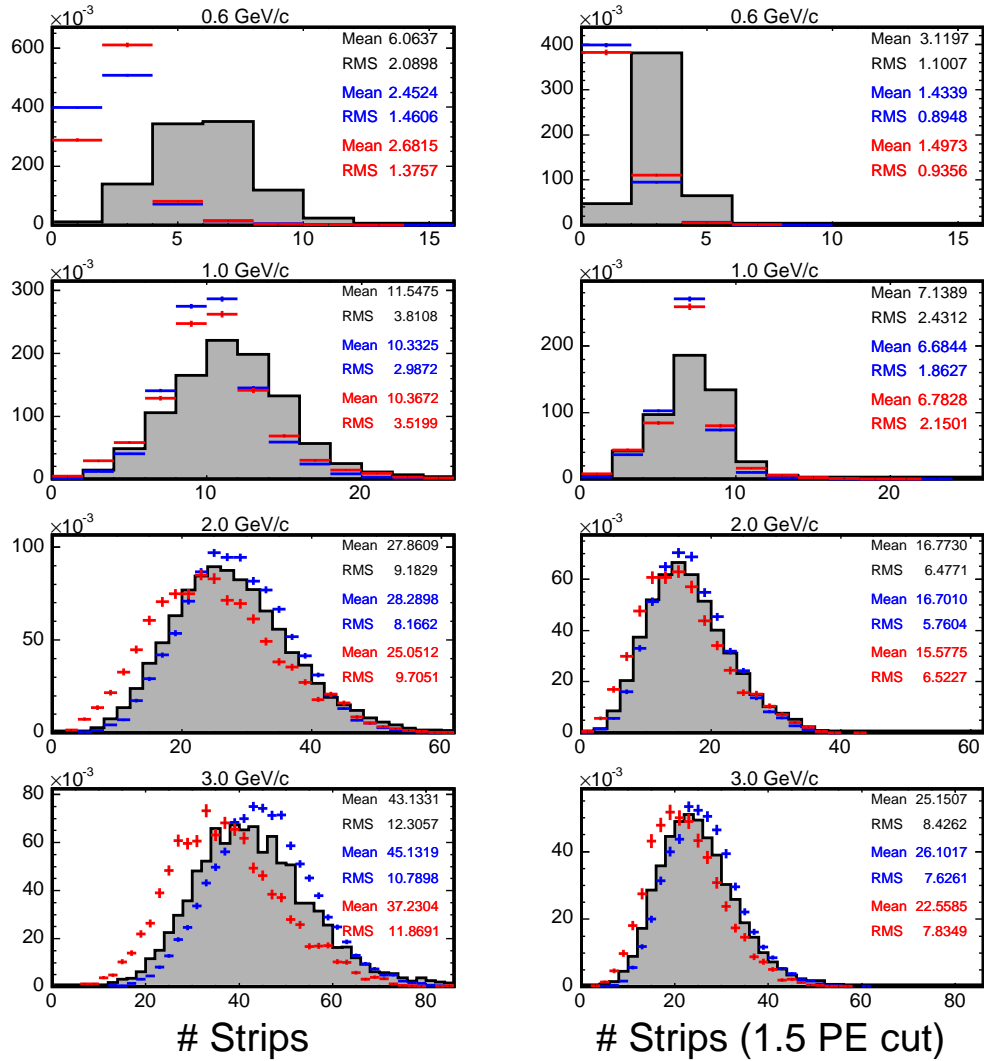 ×10⁻³ 0.6 GeV/c
600
400
200
0
0 5 10 15
Mean 6.0637
RMS 2.0898
Mean 2.4524
RMS 1.4606
Mean 2.6815
RMS 1.3757
×10⁻³ 0.6 GeV/c
400
300
200
100
0
0 5 10 15
Mean 3.1197
RMS 1.1007
Mean 1.4339
RMS 0.8948
Mean 1.4973
RMS 0.9356
×10⁻³ 1.0 GeV/c
300
200
100
0
0 10 20
Mean 11.5475
RMS 3.8108
Mean 10.3325
RMS 2.9872
Mean 10.3672
RMS 3.5199
×10⁻³ 1.0 GeV/c
200
100
0
0 10 20
Mean 7.1389
RMS 2.4312
Mean 6.6844
RMS 1.8627
Mean 6.7828
RMS 2.1501
×10⁻³ 2.0 GeV/c
100
50
0
0 20 40 60
Mean 27.8609
RMS 9.1829
Mean 28.2898
RMS 8.1662
Mean 25.0512
RMS 9.7051
×10⁻³ 2.0 GeV/c
60
40
20
0
0 20 40 60
Mean 16.7730
RMS 6.4771
Mean 16.7010
RMS 5.7604
Mean 15.5775
RMS 6.5227
×10⁻³ 3.0 GeV/c
80
60
40
20
0
0 20 40 60 80
Mean 43.1331
RMS 12.3057
Mean 45.1319
RMS 10.7898
Mean 37.2304
RMS 11.8691
# Strips
×10⁻³ 3.0 GeV/c
40
20
0
0 20 40 60 80
Mean 25.1507
RMS 8.4262
Mean 26.1017
RMS 7.6261
Mean 22.5585
RMS 7.8349
# Strips (1.5 PE cut)